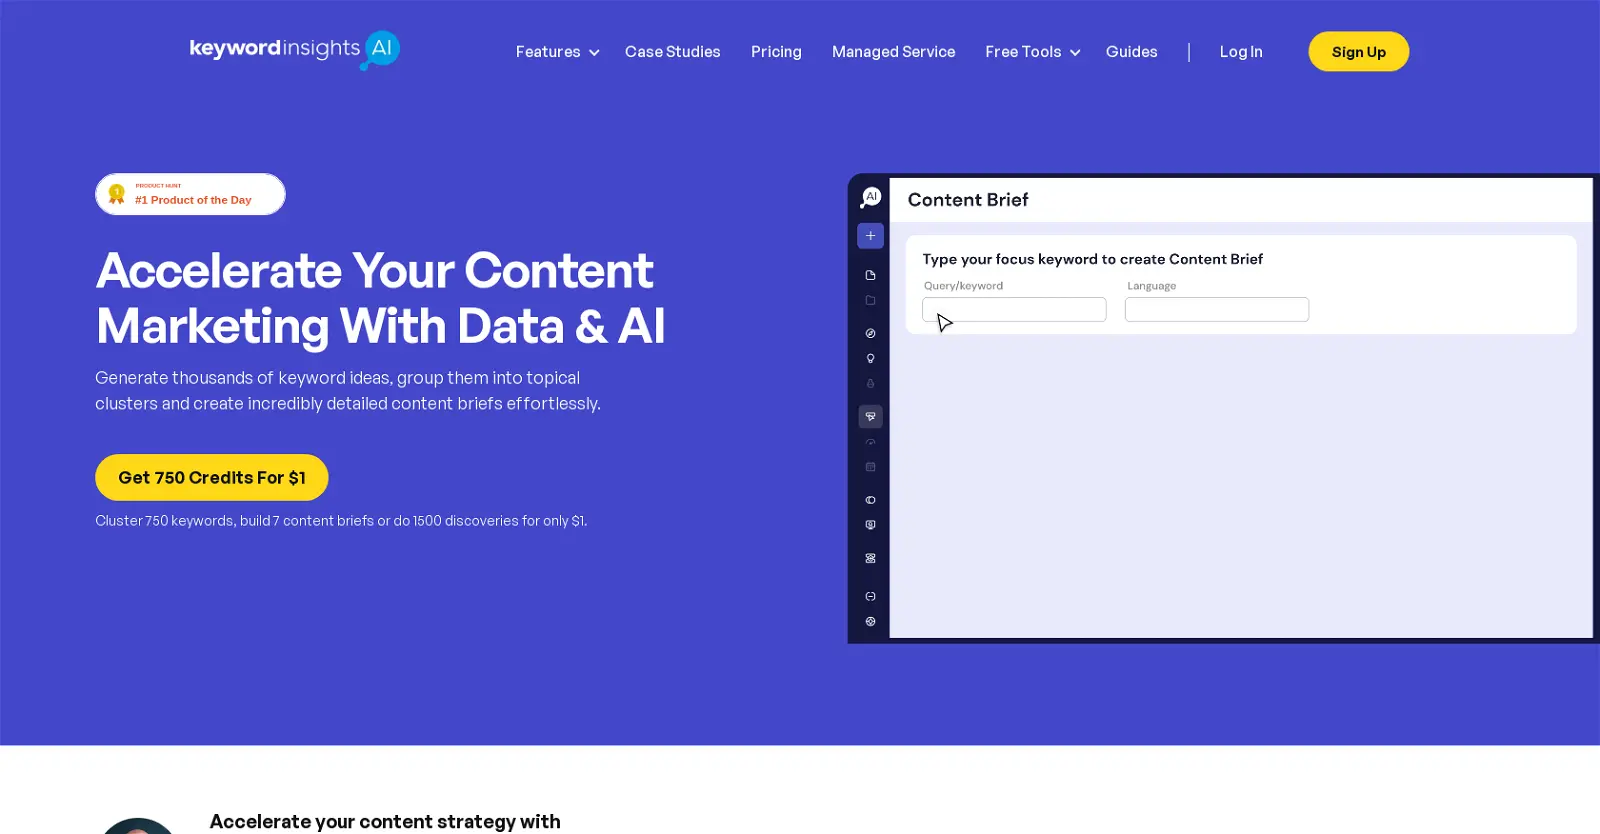 keywordinsights AI
Features
Case Studies
Pricing
Managed Service
Free Tools
Guides
Log In
Sign Up
1
PRODUCT HUNT
#1 Product of the Day
Accelerate Your Content
Marketing With Data & AI
Generate thousands of keyword ideas, group them into topical
clusters and create incredibly detailed content briefs effortlessly.
Get 750 Credits For $1
Cluster 750 keywords, build 7 content briefs or do 1500 discoveries for only $1.
AI
Content Brief
Type your focus keyword to create Content Brief
Query/keyword
Language
Accelerate your content strategy with